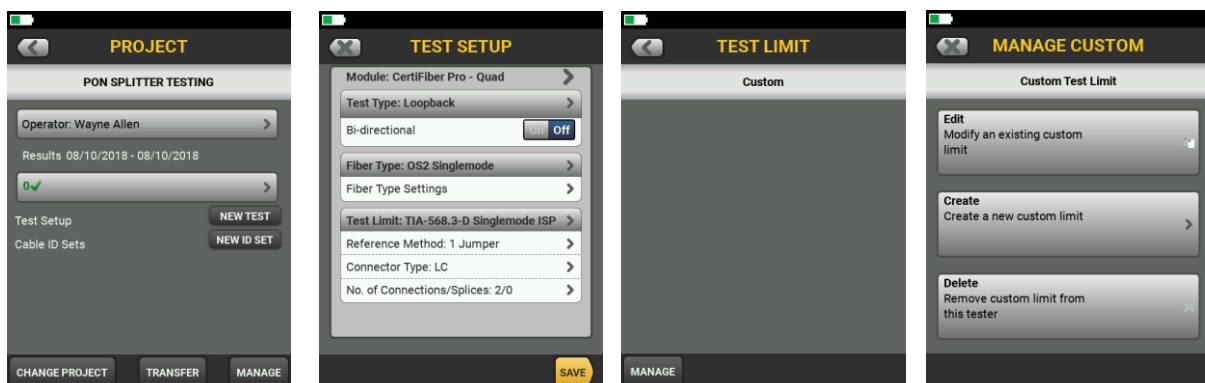 PROJECT
PON SPLITTER TESTING
Operator: Wayne Allen
Results 08/10/2018 - 08/10/2018
0✓
Test Setup
NEW TEST
Cable ID Sets
NEW ID SET
CHANGE PROJECT
TRANSFER
MANAGE
TEST SETUP
Module: CertiFiber Pro - Quad
Test Type: Loopback
Bi-directional
On
Off
Fiber Type: OS2 Singlemode
Fiber Type Settings
Test Limit: TIA-568.3-D Singlemode ISP
Reference Method: 1 Jumper
Connector Type: LC
No. of Connections/Splices: 2/0
SAVE
TEST LIMIT
Custom
MANAGE
MANAGE CUSTOM
Custom Test Limit
Edit
Modify an existing custom
limit
Create
Create a new custom limit
Delete
Remove custom limit from
this tester